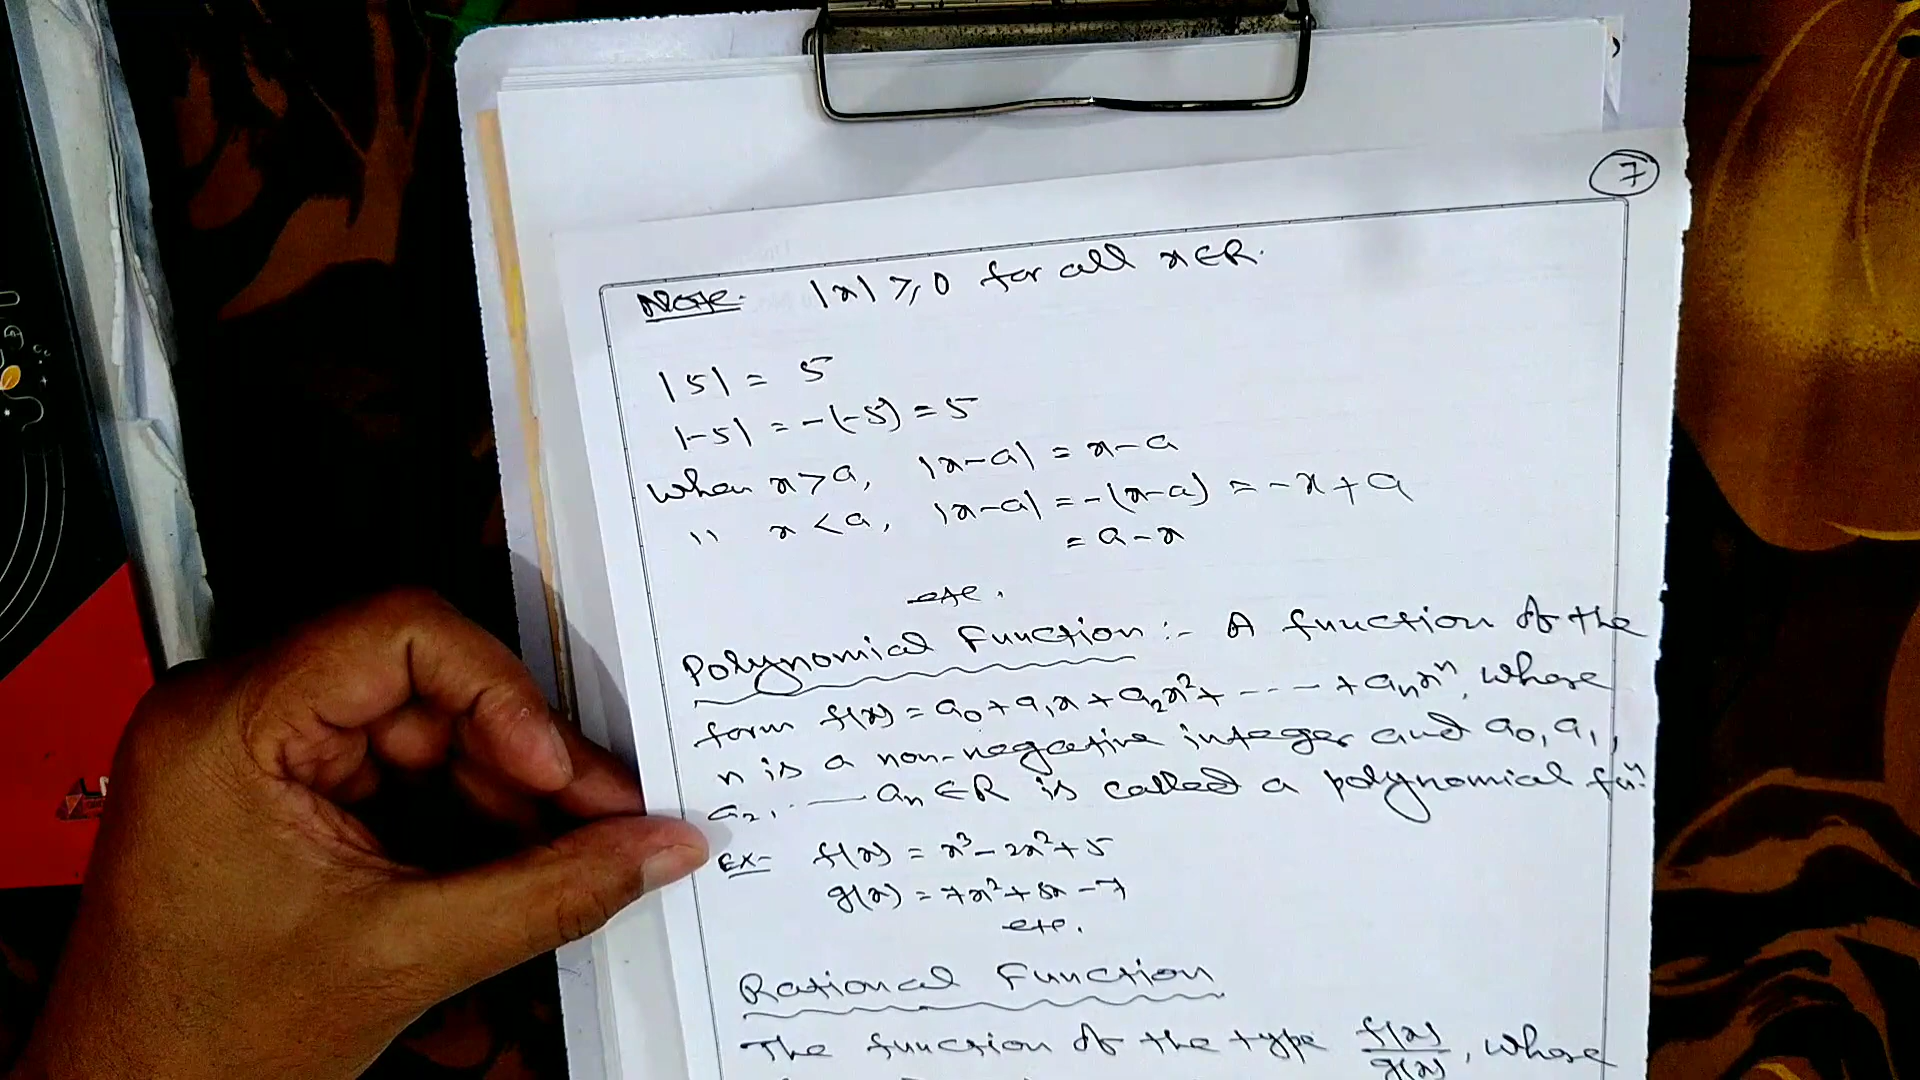 7
Note:- |x| ≥ 0 for all x∈R.
|5| = 5
|-5| = -(-5) = 5
When x>a, |x-a| = x-a
" x<a, |x-a| = -(x-a) = -x+a
= a-x
etc.
Polynomial Function :- A function of the
form f(x) = a₀+a₁x+a₂x²+ ---- +aₙxⁿ, where
n is a non-negative integer and a₀, a₁,
a₂, --- aₙ∈R is called a polynomial fⁿ.
Ex- f(x) = x³-2x²+5
g(x) = 7x²+8x-7
etc.
Rational Function
The function of the type f(x)/g(x), where